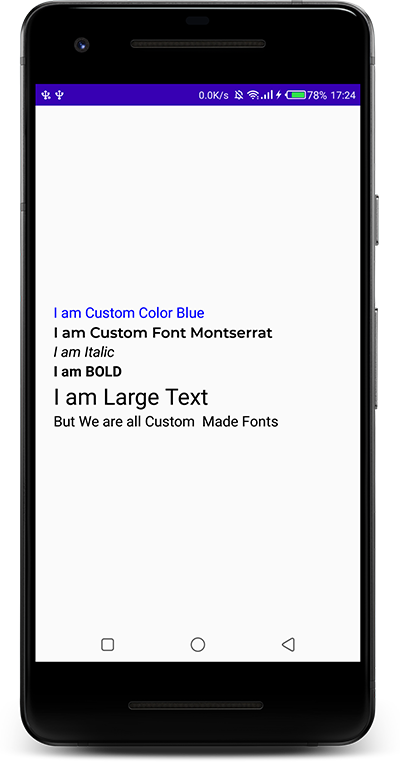 0.0K/s 78% 17:24
I am Custom Color Blue
I am Custom Font Montserrat
I am Italic
I am BOLD
I am Large Text
But We are all Custom  Made Fonts